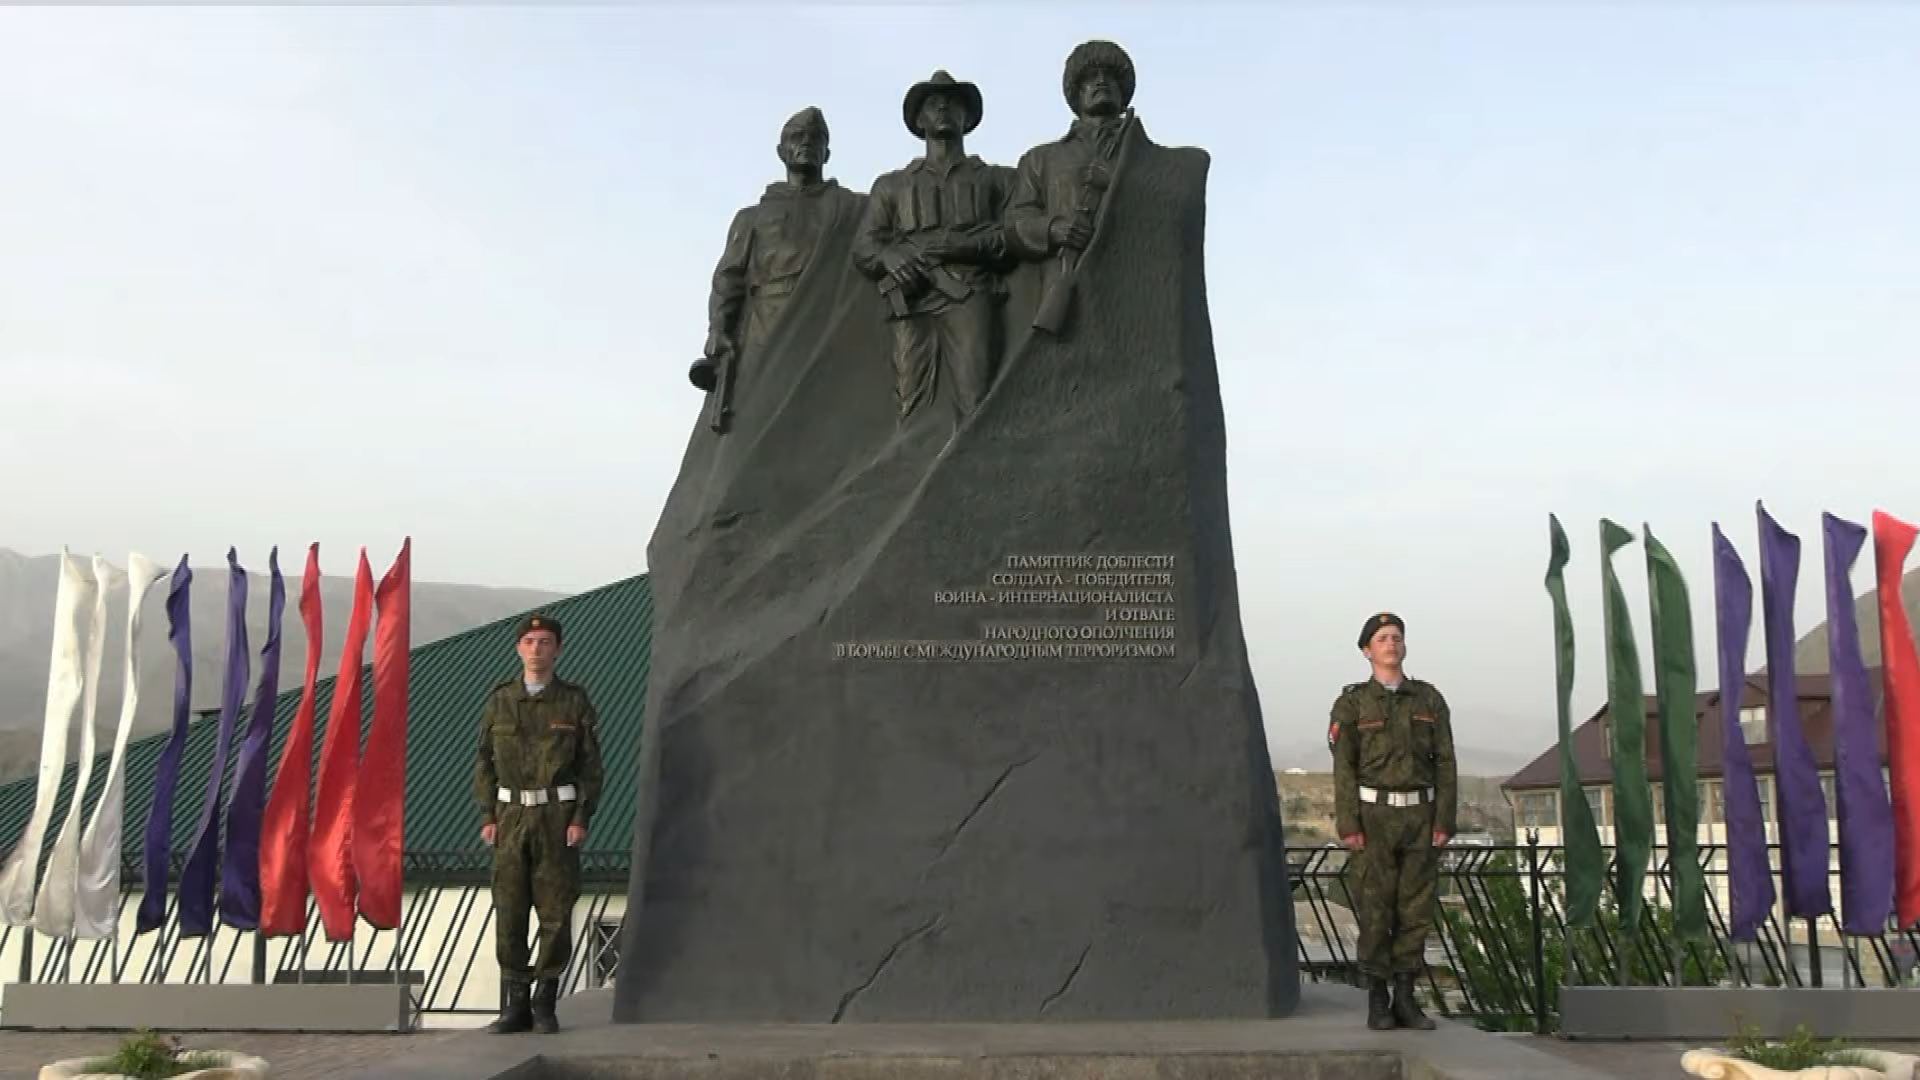 ПАМЯТНИК ДОБЛЕСТИ
СОЛДАТА - ПОБЕДИТЕЛЯ,
ВОИНА - ИНТЕРНАЦИОНАЛИСТА
И ОТВАГЕ
НАРОДНОГО ОПОЛЧЕНИЯ
В БОРЬБЕ С МЕЖДУНАРОДНЫМ ТЕРРОРИЗМОМ